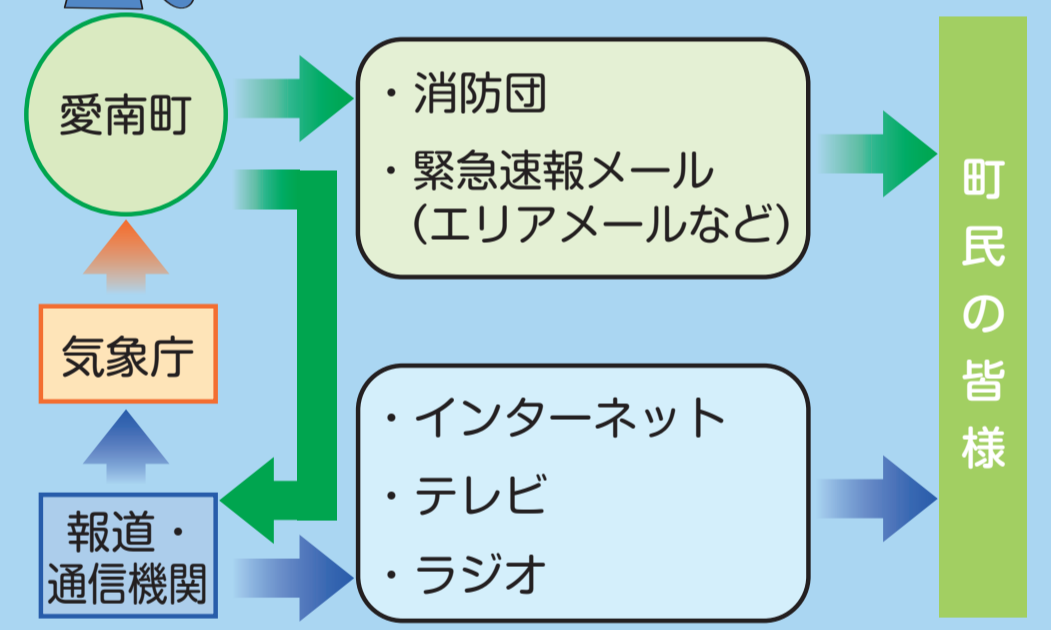 愛南町
・消防団
・緊急速報メール
（エリアメールなど）
気象庁
報道・
通信機関
・インターネット
・テレビ
・ラジオ
町民の皆様